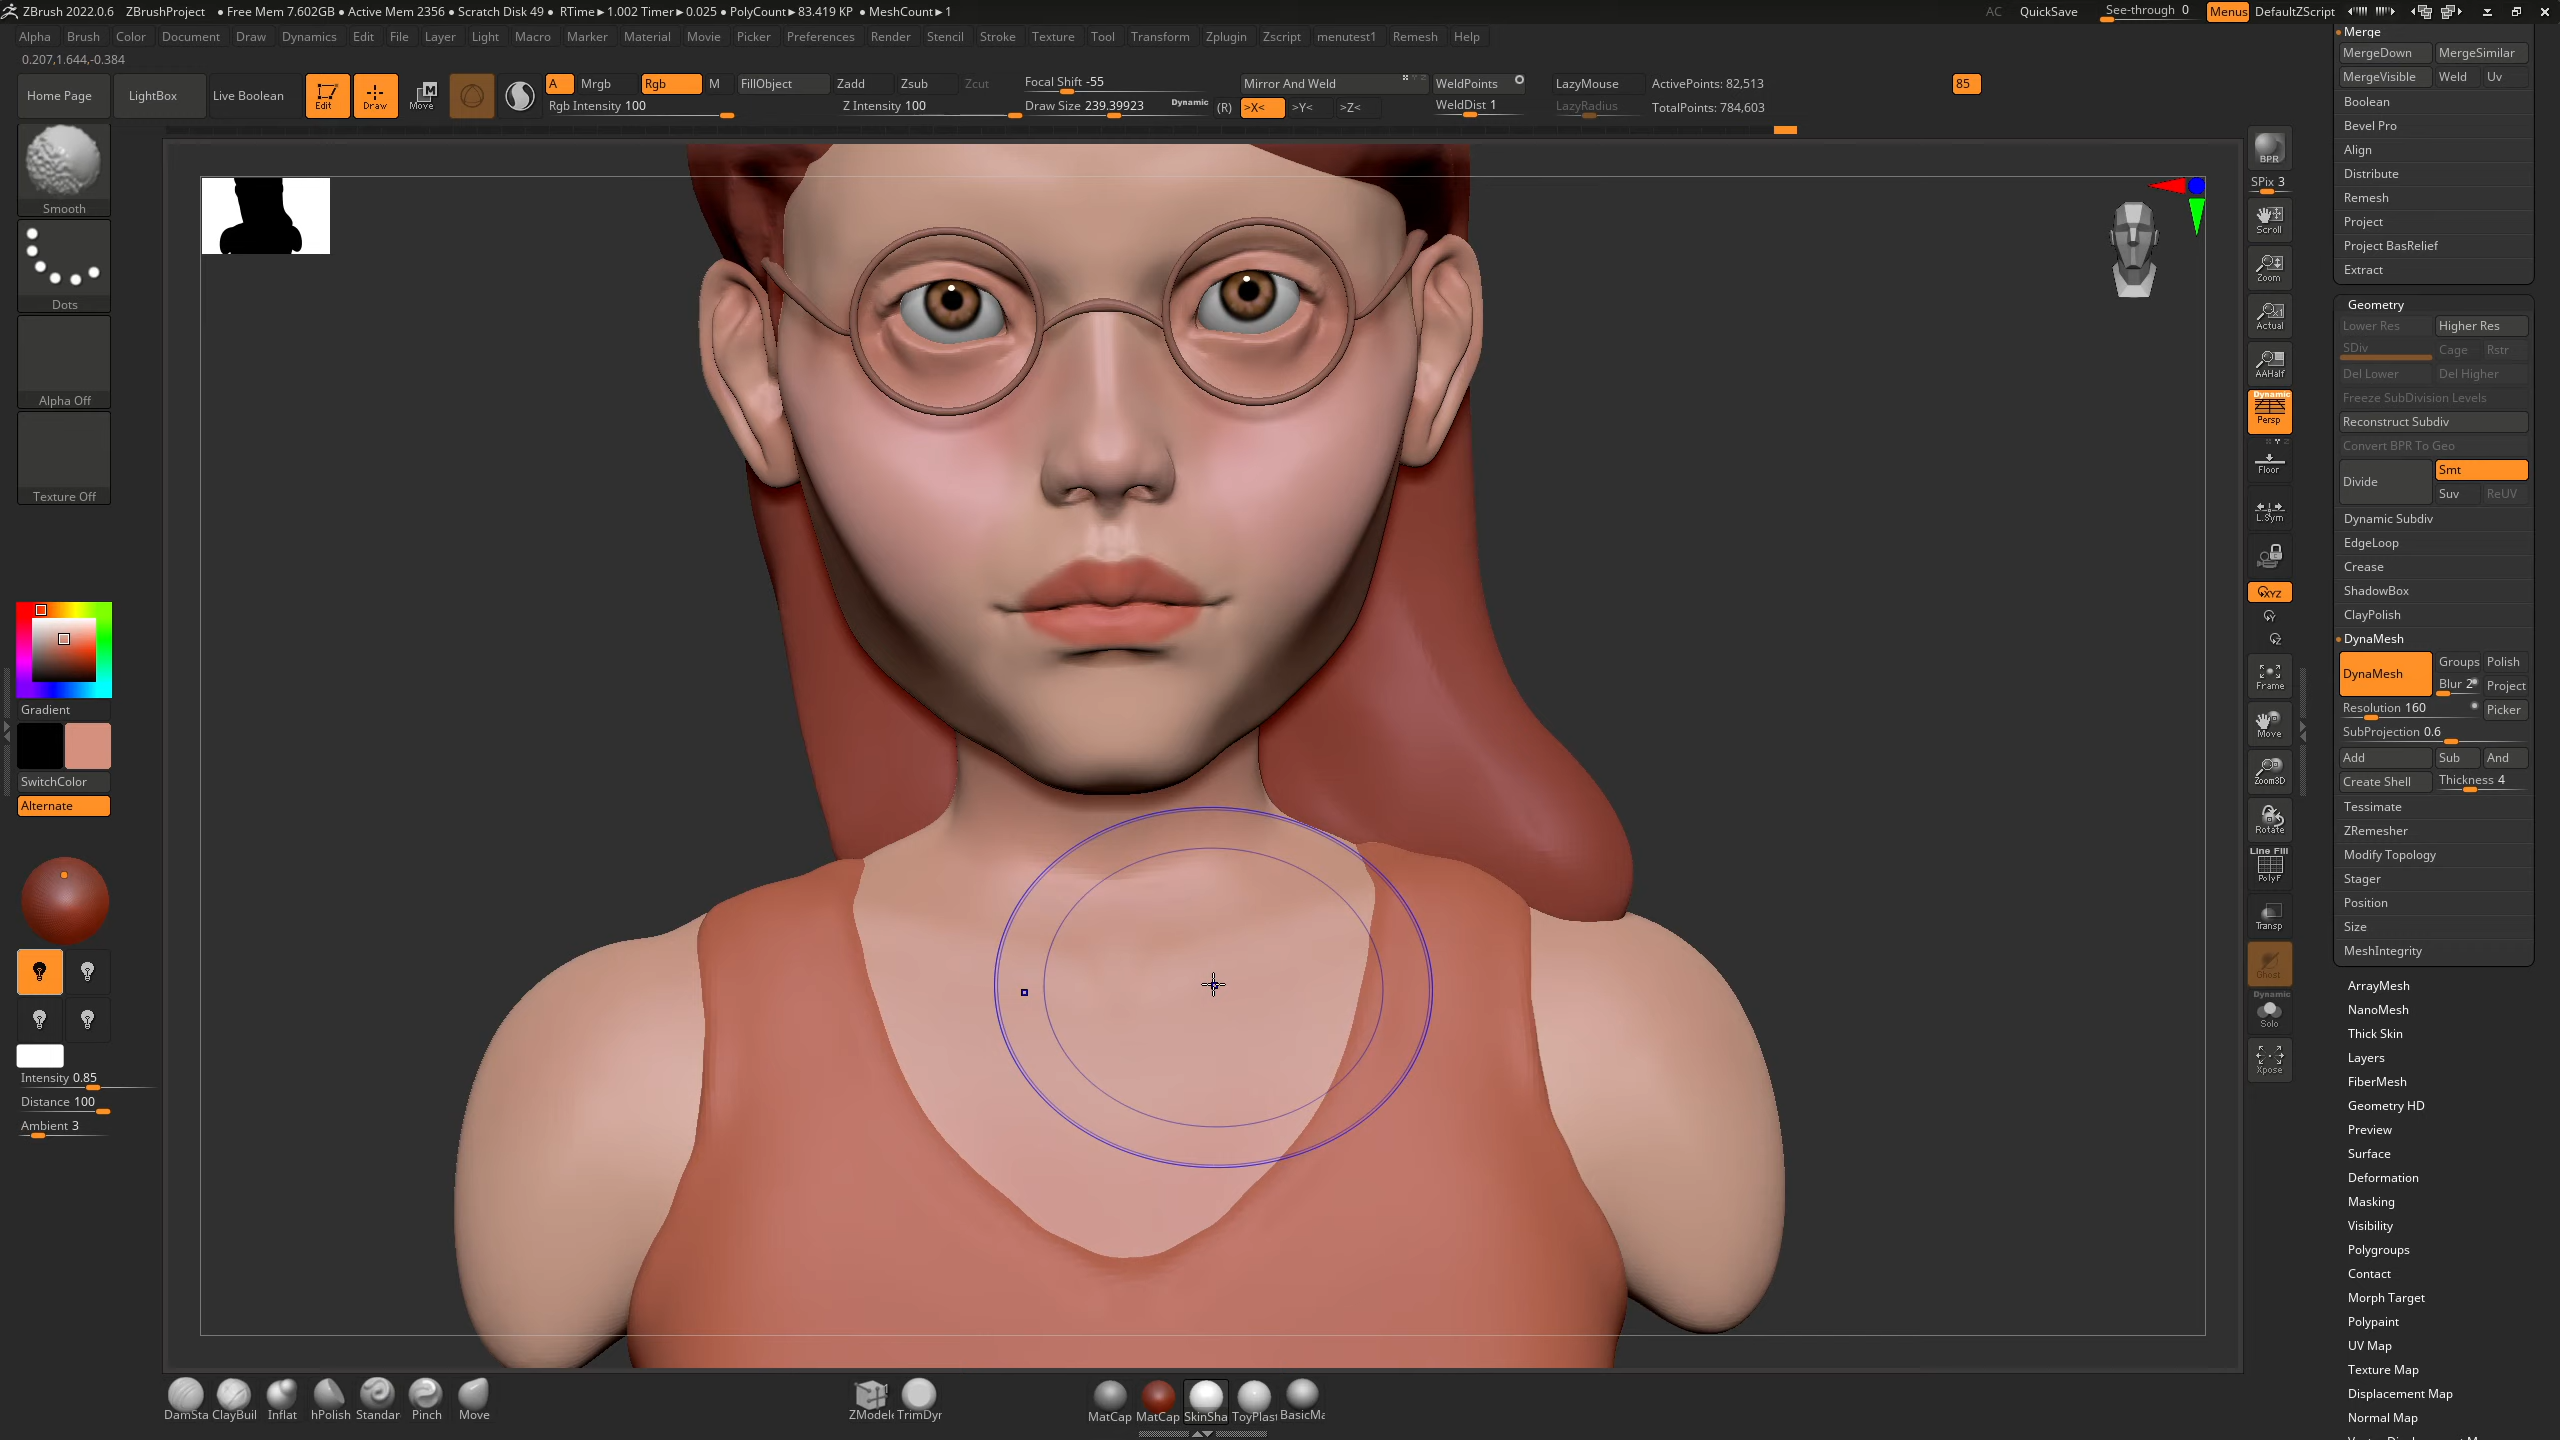 ZBrush 2022.0.6 ZBrushProject • Free Mem 7.602GB • Active Mem 2356 • Scratch Disk 49 • RTime►1.002 Timer►0.025 • PolyCount►83.419 KP • MeshCount►1 AC QuickSave See-through 0 Menus DefaultZScript
Alpha Brush Color Document Draw Dynamics Edit File Layer Light Macro Marker Material Movie Picker Preferences Render Stencil Stroke Texture Tool Transform Zplugin Zscript menutest1 Remesh Help
0.207,1.644,-0.384
Home Page LightBox Live Boolean Edit Draw Move
A Mrgb Rgb M FillObject Zadd Zsub Zcut Focal Shift -55 Mirror And Weld WeldPoints LazyMouse ActivePoints: 82,513 85
Rgb Intensity 100 Z Intensity 100 Draw Size 239.39923 Dynamic (R) >X< >Y< >Z< WeldDist 1 LazyRadius TotalPoints: 784,603
Smooth
Dots
Alpha Off
Texture Off
Gradient
SwitchColor
Alternate
Intensity 0.85
Distance 100
Ambient 3
BPR
SPix 3
Scroll
Zoom
Actual
AAHalf
Dynamic
Persp
Floor
L.Sym
XYZ
Y
Z
Frame
Move
Zoom3D
Rotate
Line Fill
PolyF
Transp
Ghost
Dynamic
Solo
Xpose
Merge
MergeDown MergeSimilar
MergeVisible Weld Uv
Boolean
Bevel Pro
Align
Distribute
Remesh
Project
Project BasRelief
Extract
Geometry
Lower Res Higher Res
SDiv Cage Rstr
Del Lower Del Higher
Freeze SubDivision Levels
Reconstruct Subdiv
Convert BPR To Geo
Divide Smt
Suv ReUV
Dynamic Subdiv
EdgeLoop
Crease
ShadowBox
ClayPolish
DynaMesh
DynaMesh Groups Polish
Blur 2 Project
Resolution 160 Picker
SubProjection 0.6
Add Sub And
Create Shell Thickness 4
Tessimate
ZRemesher
Modify Topology
Stager
Position
Size
MeshIntegrity
ArrayMesh
NanoMesh
Thick Skin
Layers
FiberMesh
Geometry HD
Preview
Surface
Deformation
Masking
Visibility
Polygroups
Contact
Morph Target
Polypaint
UV Map
Texture Map
Displacement Map
Normal Map
DamSta ClayBuil Inflat hPolish Standar Pinch Move ZModele TrimDyr MatCap MatCap SkinSha ToyPlas BasicMa